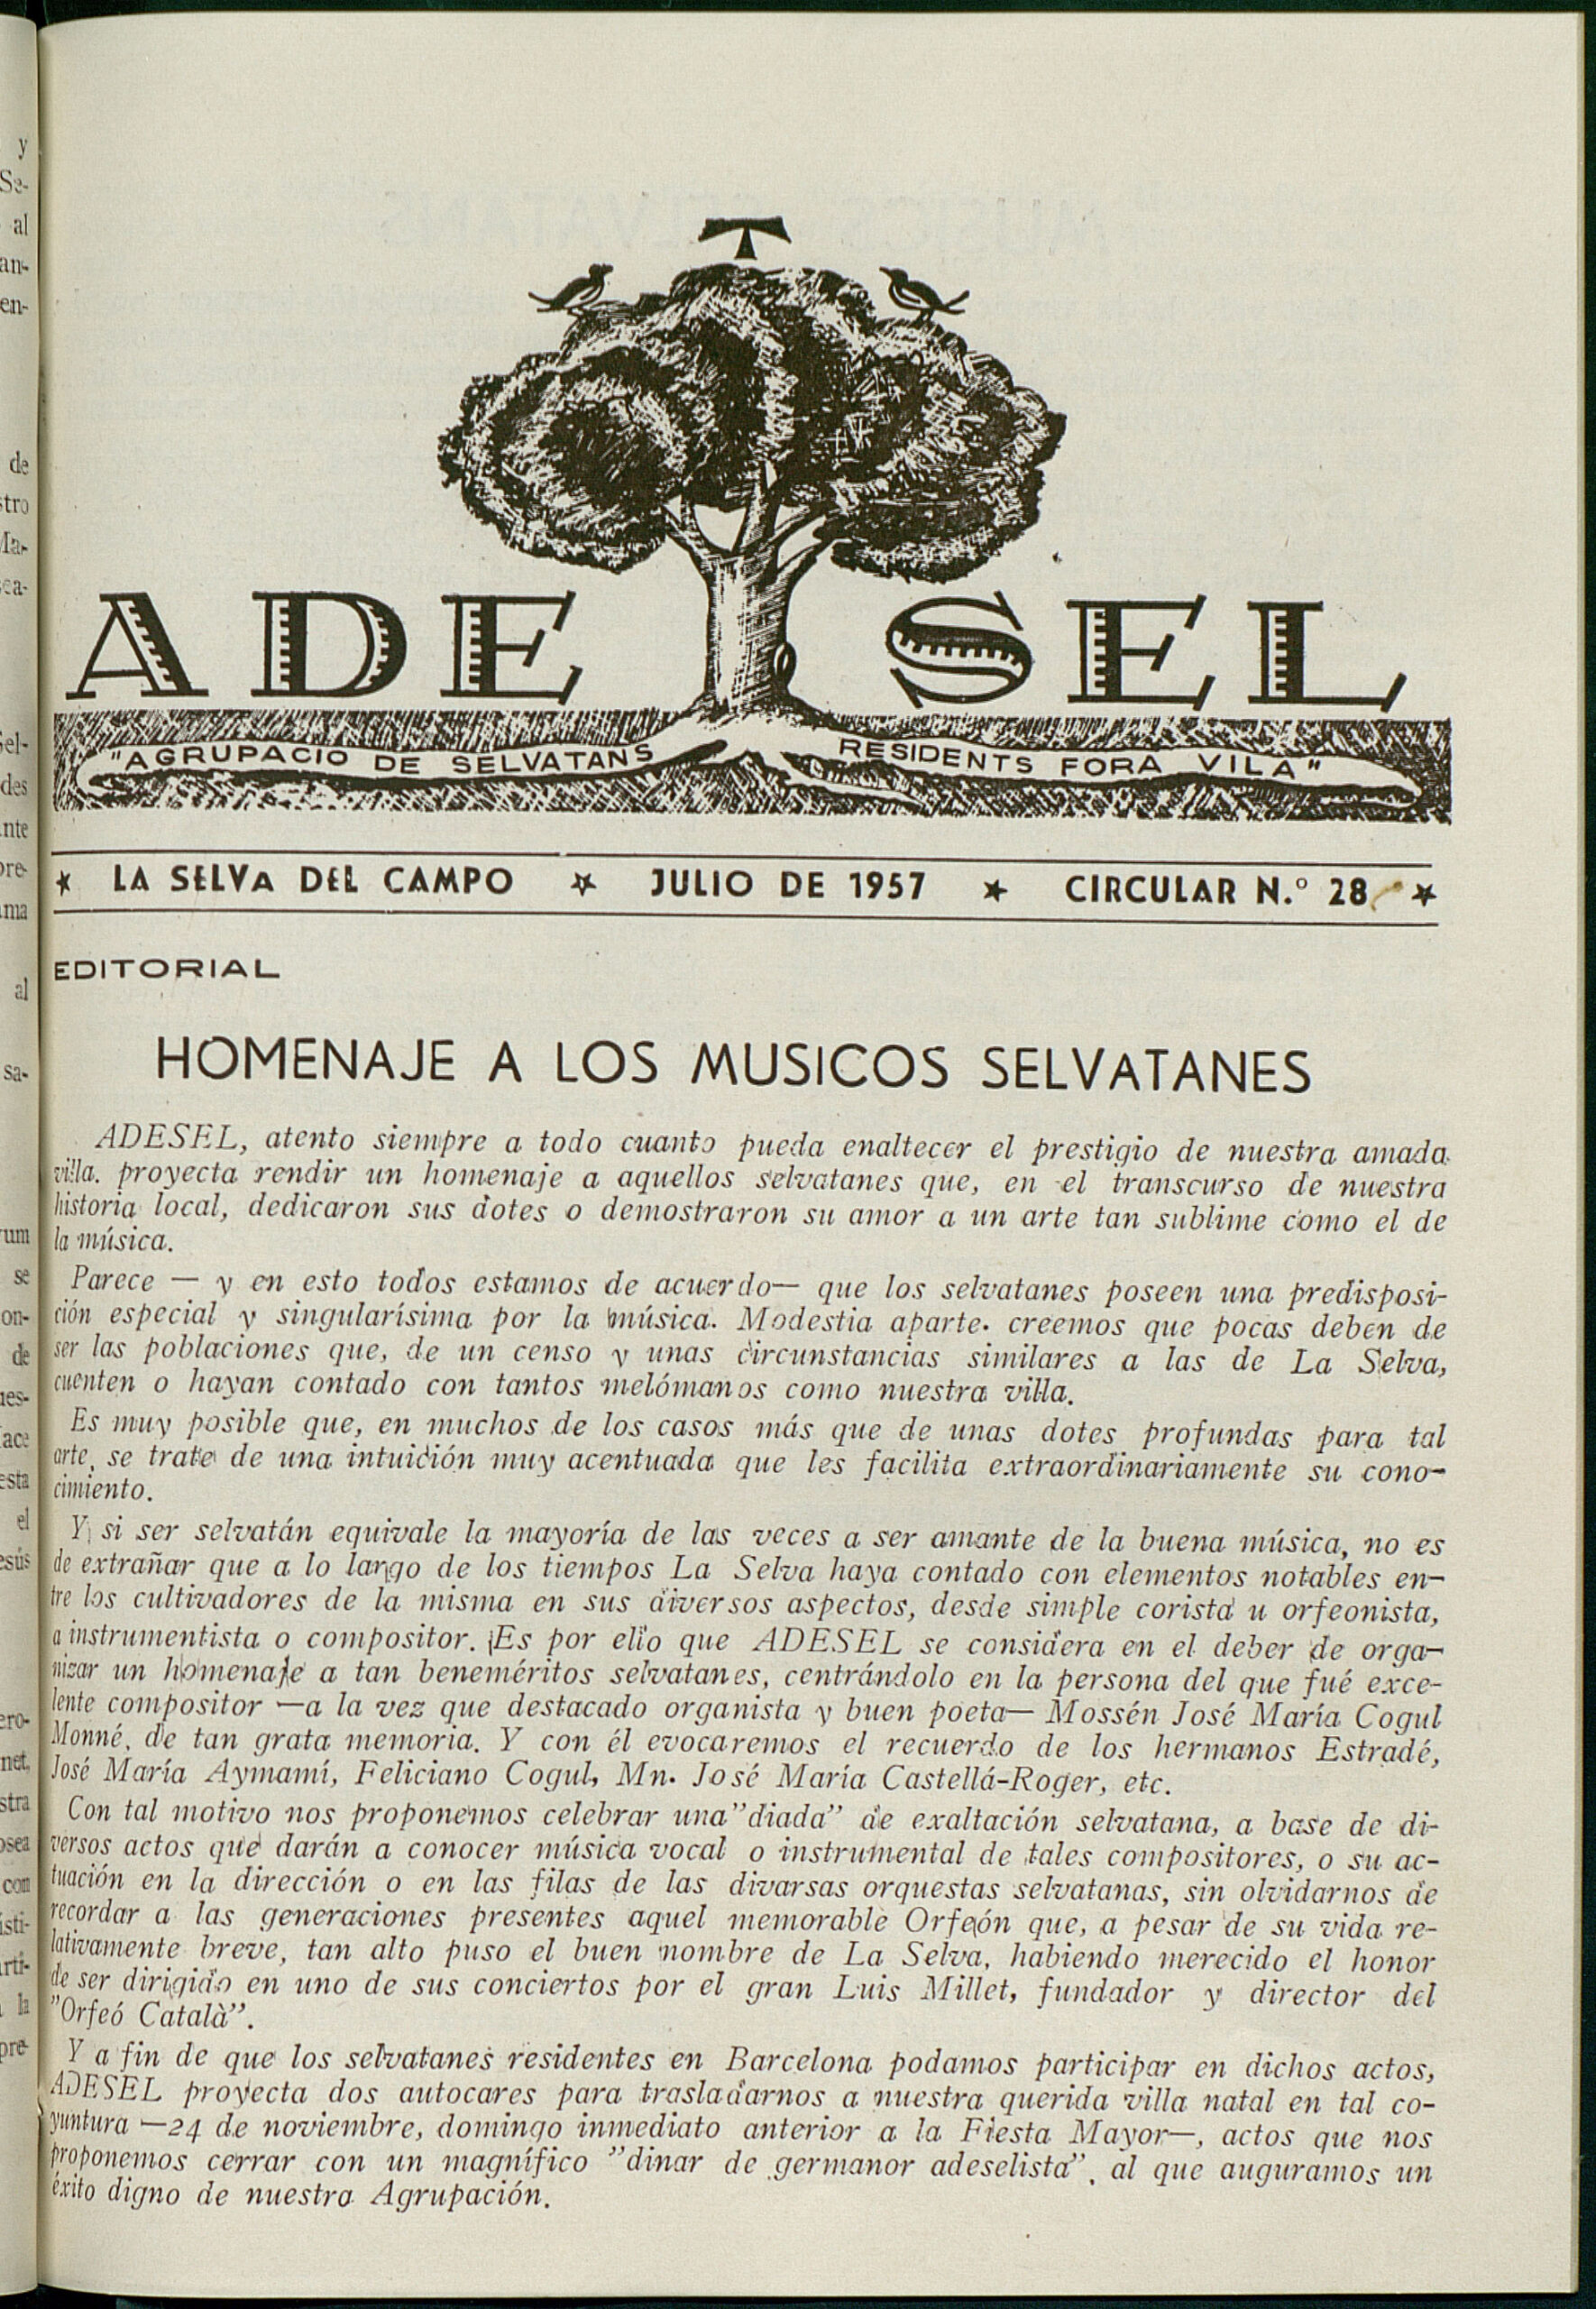 ADE SEL
"AGRUPACIO DE SELVATANS RESIDENTS FORA VILA"
★ LA SELVA DEL CAMPO ★ JULIO DE 1957 ★ CIRCULAR N.º 28 ★
EDITORIAL
HOMENAJE A LOS MUSICOS SELVATANES
ADESEL, atento siempre a todo cuanto pueda enaltecer el prestigio de nuestra amada
villa. proyecta rendir un homenaje a aquellos selvatanes que, en el transcurso de nuestra
historia local, dedicaron sus dotes o demostraron su amor a un arte tan sublime como el de
la música.
Parece — y en esto todos estamos de acuerdo— que los selvatanes poseen una predisposi-
ción especial y singularísima por la música. Modestia aparte. creemos que pocas deben de
ser las poblaciones que, de un censo y unas circunstancias similares a las de La Selva,
cuenten o hayan contado con tantos melómanos como nuestra villa.
Es muy posible que, en muchos de los casos más que de unas dotes profundas para tal
arte, se trate de una intuición muy acentuada que les facilita extraordinariamente su cono-
cimiento.
Y si ser selvatán equivale la mayoría de las veces a ser amante de la buena música, no es
de extrañar que a lo largo de los tiempos La Selva haya contado con elementos notables en-
tre los cultivadores de la misma en sus diversos aspectos, desde simple corista u orfeonista,
a instrumentista o compositor. Es por ello que ADESEL se considera en el deber de orga-
nizar un homenaje a tan beneméritos selvatanes, centrándolo en la persona del que fué exce-
lente compositor —a la vez que destacado organista y buen poeta— Mossén José María Cogul
Monné, de tan grata memoria. Y con él evocaremos el recuerdo de los hermanos Estradé,
José María Aymamí, Feliciano Cogul, Mn. José María Castellá-Roger, etc.
Con tal motivo nos proponemos celebrar una "diada" de exaltación selvatana, a base de di-
versos actos que darán a conocer música vocal o instrumental de tales compositores, o su ac-
tuación en la dirección o en las filas de las divarsas orquestas selvatanas, sin olvidarnos de
recordar a las generaciones presentes aquel memorable Orfeón que, a pesar de su vida re-
lativamente breve, tan alto puso el buen nombre de La Selva, habiendo merecido el honor
de ser dirigido en uno de sus conciertos por el gran Luis Millet, fundador y director del
"Orfeó Català".
Y a fin de que los selvatanes residentes en Barcelona podamos participar en dichos actos,
ADESEL proyecta dos autocares para trasladarnos a nuestra querida villa natal en tal co-
yuntura —24 de noviembre, domingo inmediato anterior a la Fiesta Mayor—, actos que nos
proponemos cerrar con un magnífico "dinar de germanor adeselista", al que auguramos un
éxito digno de nuestra Agrupación.